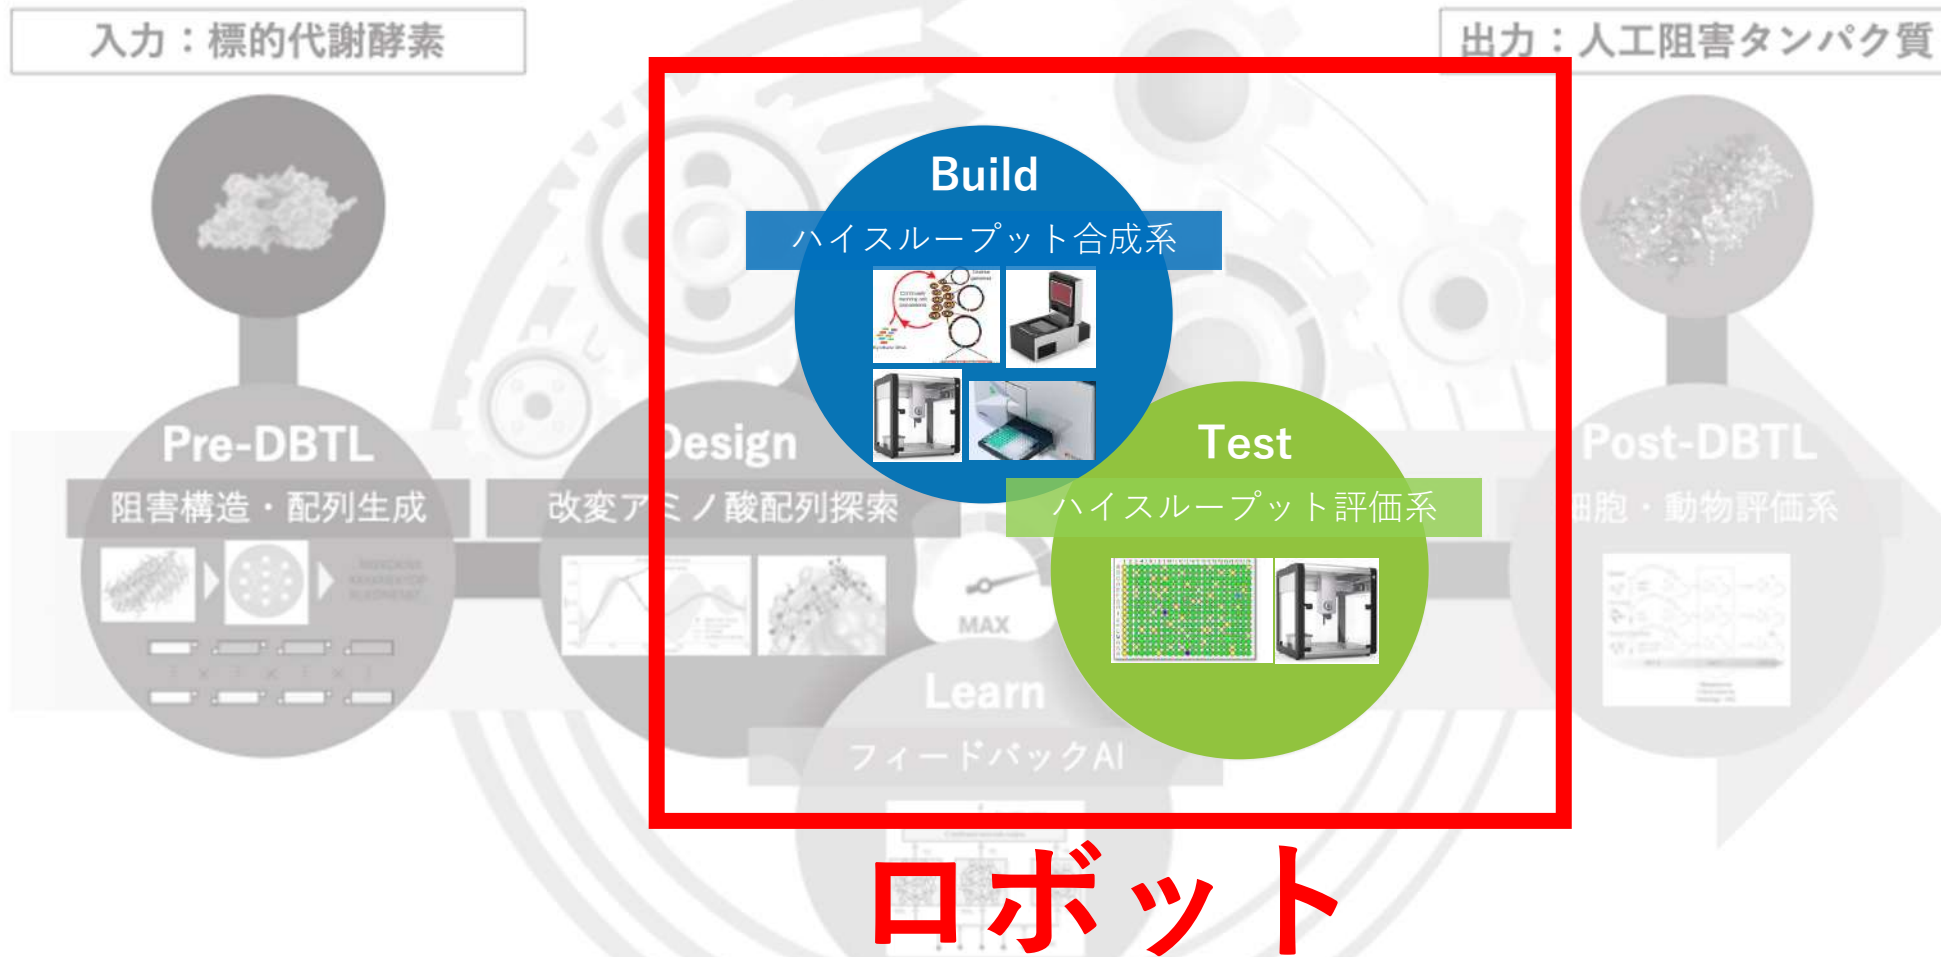 入力：標的代謝酵素
出力：人工阻害タンパク質
Build
ハイスループット合成系
Pre-DBTL
阻害構造・配列生成
Design
改変アミノ酸配列探索
Test
ハイスループット評価系
Post-DBTL
細胞・動物評価系
MAX
Learn
フィードバックAI
ロボット